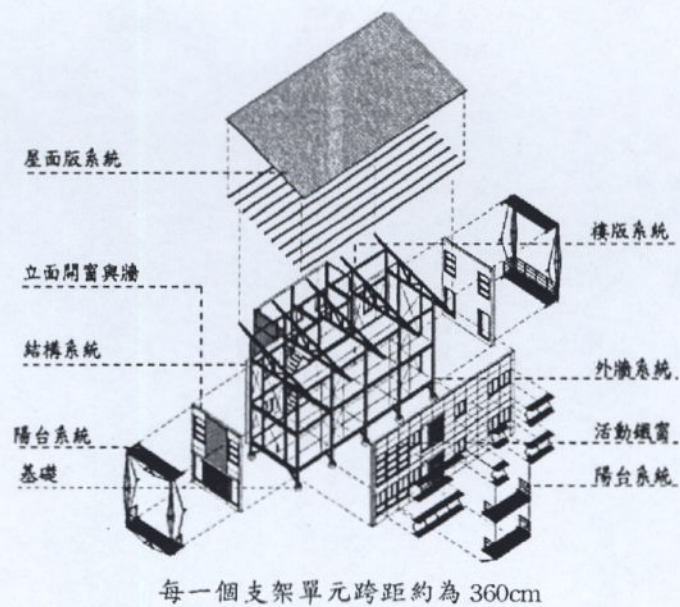 屋面版系統
樓版系統
立面開窗與牆
結構系統
外牆系統
陽台系統
活動鐵窗
基礎
陽台系統
每一個支架單元跨距約為 360cm